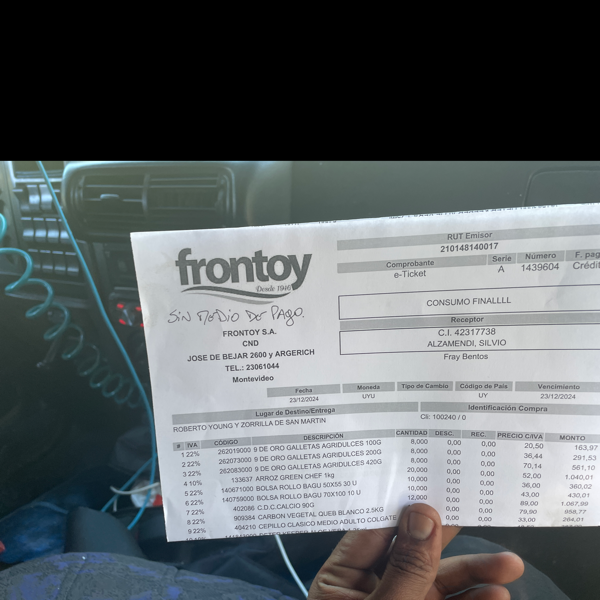 RUT Emisor
210148140017
Comprobante Serie Número F. pag
e-Ticket A 1439604 Crédit
frontoy
Desde 1946
SiN MEDio DE PAGO.
FRONTOY S.A.
CND
JOSE DE BEJAR 2600 y ARGERICH
TEL.: 23061044
Montevideo
CONSUMO FINALLLL
Receptor
C.I. 42317738
ALZAMENDI, SILVIO
Fray Bentos
Fecha Moneda Tipo de Cambio Código de País Vencimiento
23/12/2024 UYU UY 23/12/2024
Lugar de Destino/Entrega Identificación Compra
ROBERTO YOUNG Y ZORRILLA DE SAN MARTIN Cli: 100240 / 0
# IVA CODIGO DESCRIPCIÓN CANTIDAD DESC. REC. PRECIO C/IVA MONTO
1 22% 262019000 9 DE ORO GALLETAS AGRIDULCES 100G 8,000 0,00 0,00 20,50 163,97
2 22% 262073000 9 DE ORO GALLETAS AGRIDULCES 200G 8,000 0,00 0,00 36,44 291,53
3 22% 262083000 9 DE ORO GALLETAS AGRIDULCES 420G 8,000 0,00 0,00 70,14 561,10
4 10% 133637 ARROZ GREEN CHEF 1kg 20,000 0,00 0,00 52,00 1.040,01
5 22% 140671000 BOLSA ROLLO BAGU 50X55 30 U 10,000 0,00 0,00 36,00 360,02
6 22% 140759000 BOLSA ROLLO BAGU 70X100 10 U 10,000 0,00 0,00 43,00 430,01
7 22% 402086 C.D.C.CALCIO 90G 12,000 0,00 0,00 89,00 1.067,99
8 22% 909384 CARBON VEGETAL QUEB BLANCO 2.5KG 0,00 0,00 79,90 958,77
9 22% 404210 CEPILLO CLASICO MEDIO ADULTO COLGATE 0,00 0,00 33,00